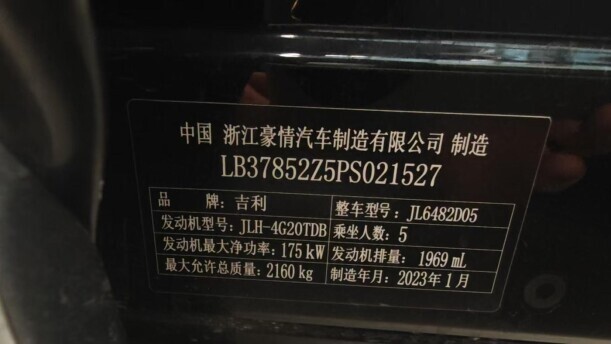 中国 浙江豪情汽车制造有限公司 制造
LB37852Z5PS021527
品 牌：吉利 整车型号：JL6482D05
发动机型号：JLH-4G20TDB 乘坐人数：5
发动机最大净功率：175 kW 发动机排量：1969 mL
最大允许总质量：2160 kg 制造年月：2023年1月